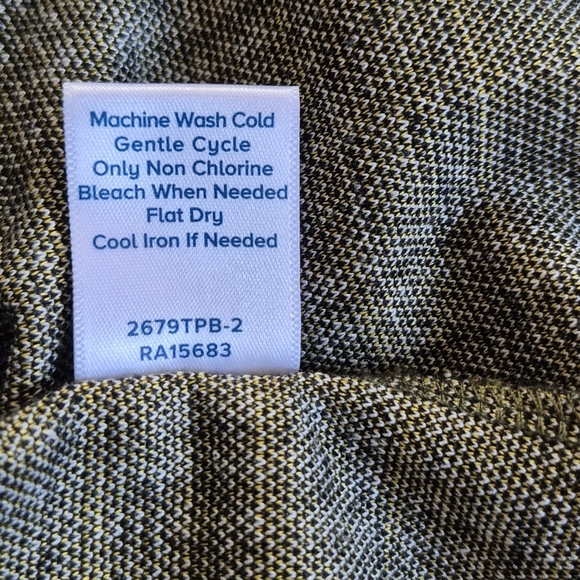 Machine Wash Cold
Gentle Cycle
Only Non Chlorine
Bleach When Needed
Flat Dry
Cool Iron If Needed
2679TPB-2
RA15683